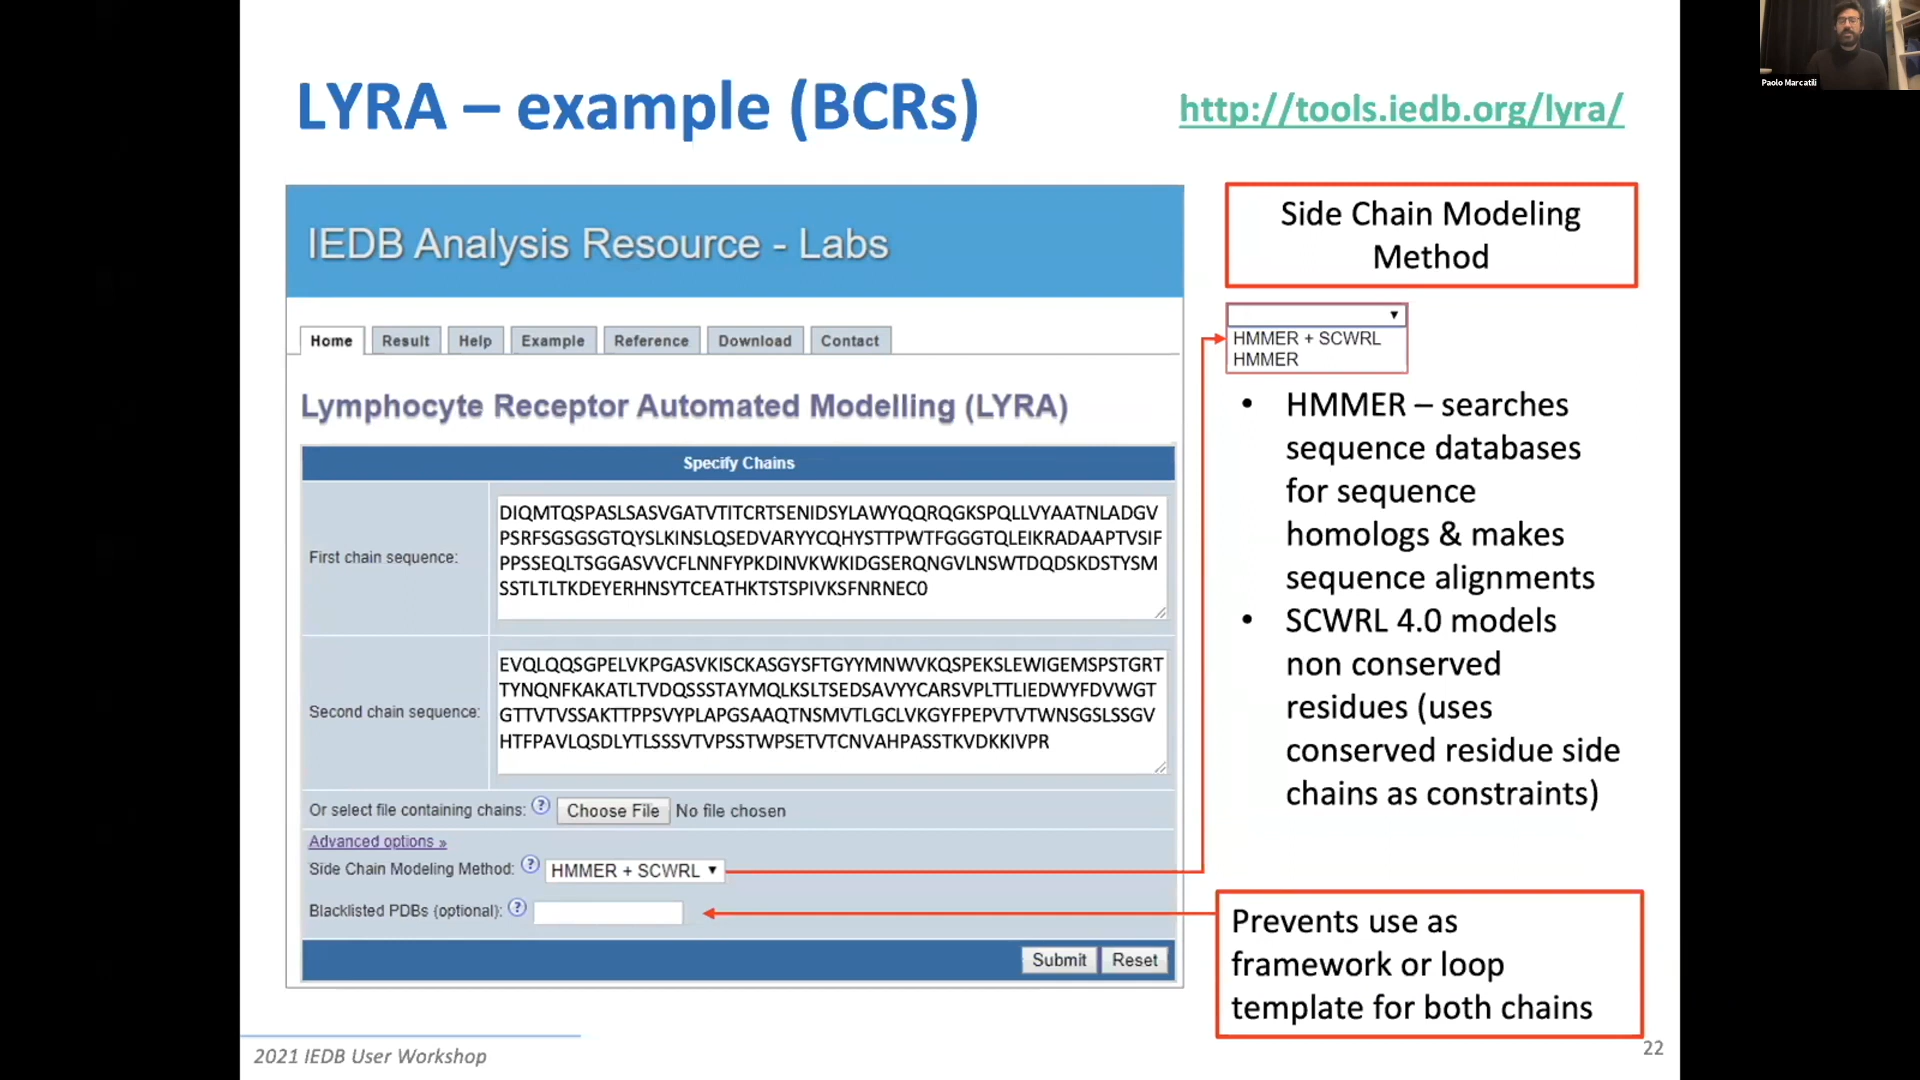 LYRA – example (BCRs)
http://tools.iedb.org/lyra/
Paolo Marcatili
IEDB Analysis Resource - Labs
Home
Result
Help
Example
Reference
Download
Contact
Lymphocyte Receptor Automated Modelling (LYRA)
Specify Chains
First chain sequence:
DIQMTQSPASLSASVGATVTITCRTSENIDSYLAWYQQRQGKSPQLLVYAATNLADGV
PSRFSGSGSGTQYSLKINSLQSEDVARYYCQHYSTTPWTFGGGTQLEIKRADAAPTVSIF
PPSSEQLTSGGASVVCFLNNFYPKDINVKWKIDGSERQNGVLNSWTDQDSKDSTYSM
SSTLTLTKDEYERHNSYTCEATHKTSTSPIVKSFNRNEC0
Second chain sequence:
EVQLQQSGPELVKPGASVKISCKASGYSFTGYYMNWVKQSPEKSLEWIGEMSPSTGRT
TYNQNFKAKATLTVDQSSSTAYMQLKSLTSEDSAVYYCARSVPLTTLIEDWYFDVWGT
GTTVTVSSAKTTPPSVYPLAPGSAAQTNSMVTLGCLVKGYFPEPVTVTWNSGSLSSGV
HTFPAVLQSDLYTLSSSVTVPSSTWPSETVTCNVAHPASSTKVDKKIVPR
Or select file containing chains: ? Choose File No file chosen
Advanced options »
Side Chain Modeling Method: ? HMMER + SCWRL ▼
Blacklisted PDBs (optional): ?
Submit
Reset
Side Chain Modeling
Method
▼
HMMER + SCWRL
HMMER
• HMMER – searches
sequence databases
for sequence
homologs & makes
sequence alignments
• SCWRL 4.0 models
non conserved
residues (uses
conserved residue side
chains as constraints)
Prevents use as
framework or loop
template for both chains
2021 IEDB User Workshop
22